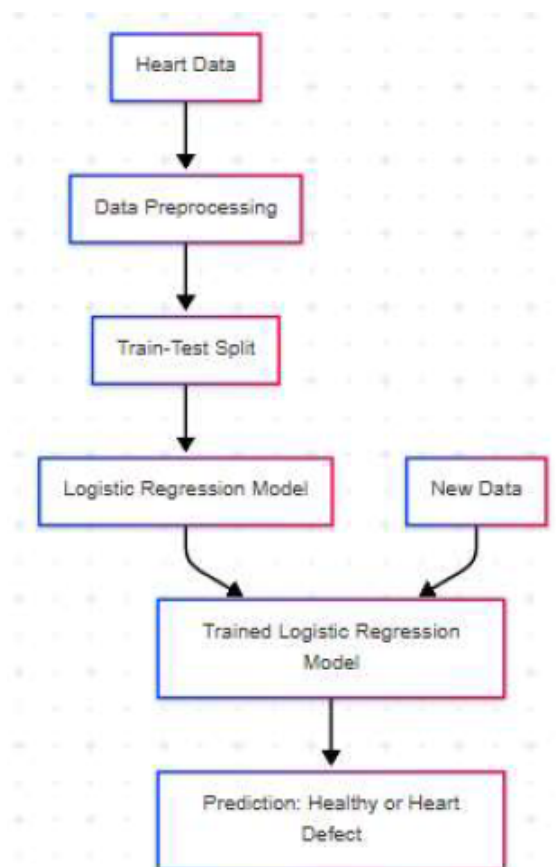 Heart Data
Data Preprocessing
Train-Test Split
Logistic Regression Model
New Data
Trained Logistic Regression
Model
Prediction: Healthy or Heart
Defect